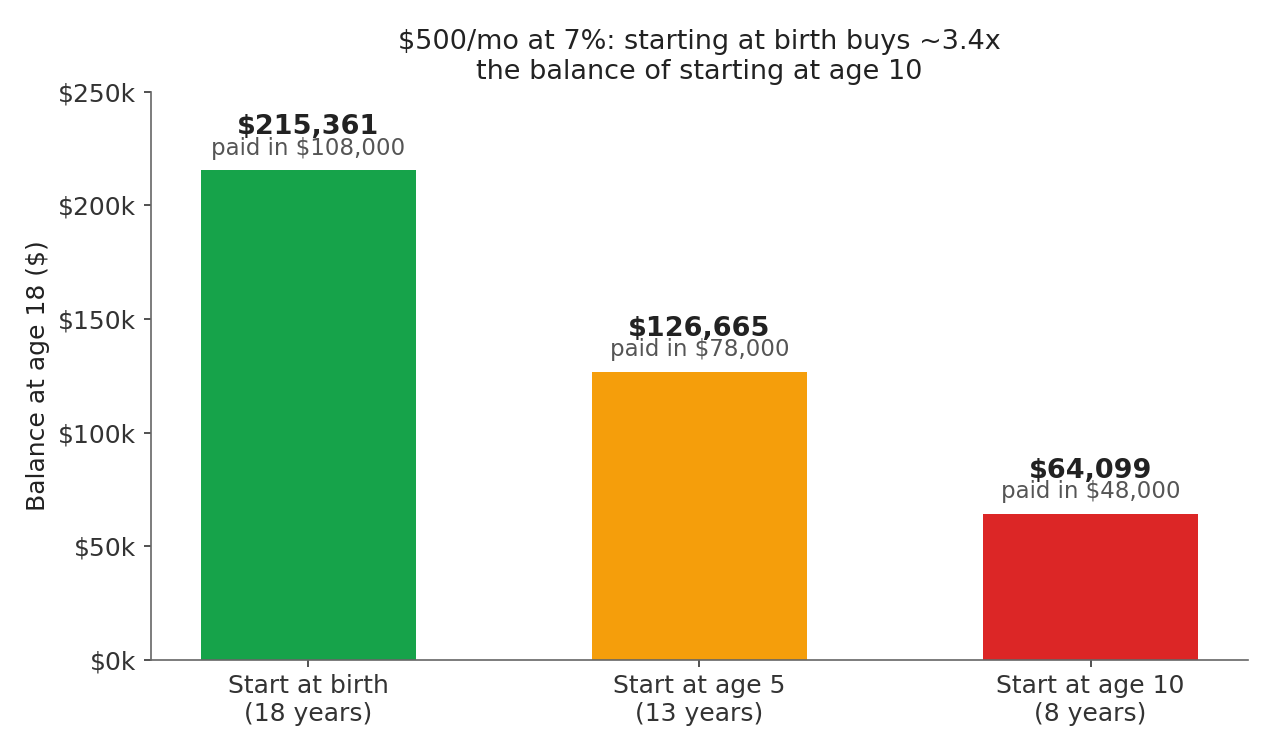 $500/mo at 7%: starting at birth buys ~3.4x
the balance of starting at age 10
Balance at age 18 ($)
$250k
$200k
$150k
$100k
$50k
$0k
$215,361
paid in $108,000
$126,665
paid in $78,000
$64,099
paid in $48,000
Start at birth
(18 years)
Start at age 5
(13 years)
Start at age 10
(8 years)